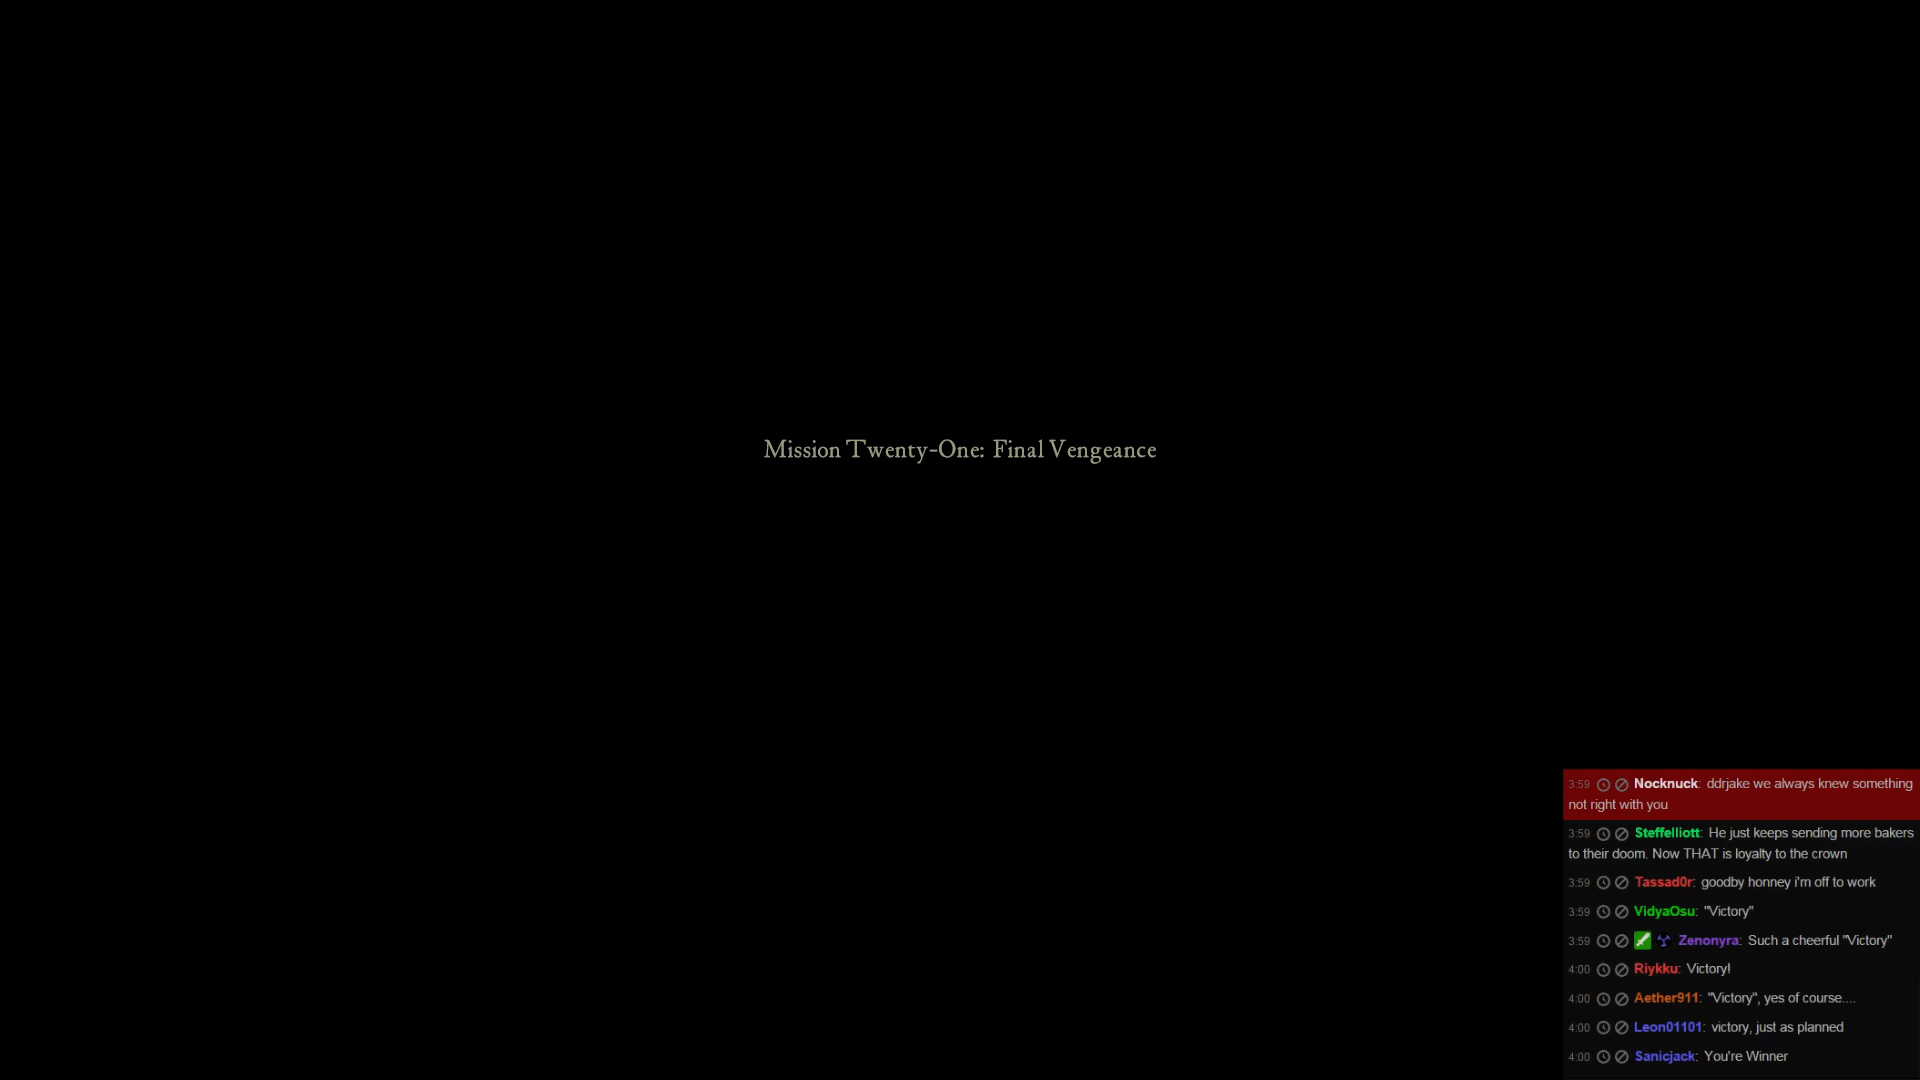 Mission Twenty-One: Final Vengeance
3:59 Nocknuck: ddrjake we always knew something
not right with you
3:59 Steffelliott: He just keeps sending more bakers
to their doom. Now THAT is loyalty to the crown
3:59 Tassad0r: goodby honney i'm off to work
3:59 VidyaOsu: "Victory"
3:59 Zenonyra: Such a cheerful "Victory"
4:00 Riykku: Victory!
4:00 Aether911: "Victory", yes of course....
4:00 Leon01101: victory, just as planned
4:00 Sanicjack: You're Winner